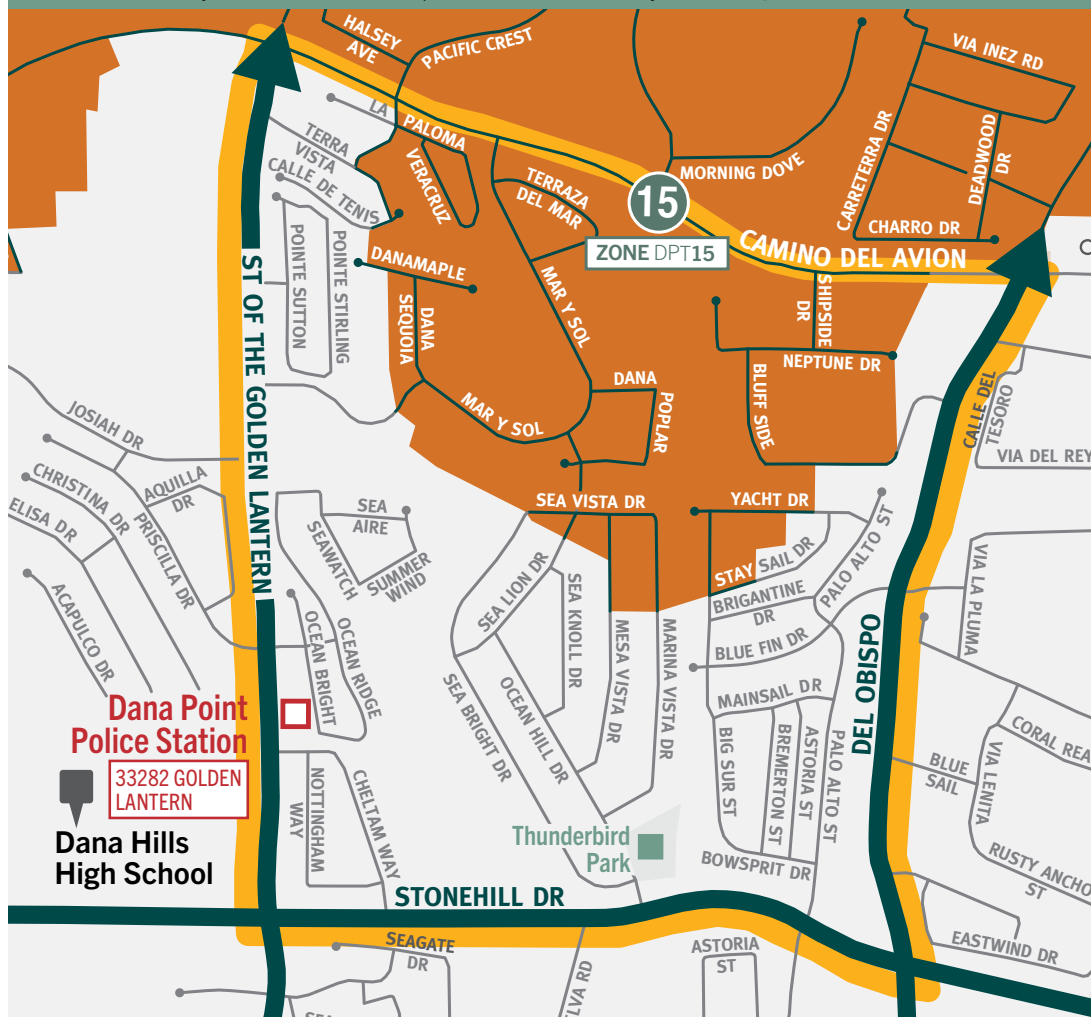 HALSEY
AVE
PACIFIC CREST
VIA INEZ RD
LA
PALOMA
TERRA
VISTA
CALLE DE TENIS
VERACRUZ
TERRAZA
DEL MAR
MORNING DOVE
CARRETERRA DR
DEADWOOD
DR
CHARRO DR
15
ZONE DPT15
CAMINO DEL AVION
POINTE SUTTON
POINTE STIRLING
DANAMAPLE
DANA
SEQUOIA
MAR Y SOL
SHIPSIDE
DR
NEPTUNE DR
BLUFF SIDE
ST OF THE GOLDEN LANTERN
DANA
POPLAR
MAR Y SOL
CALLE DEL
TESORO
VIA DEL REY
JOSIAH DR
CHRISTINA DR
AQUILLA
DR
ELISA DR
PRISCILLA DR
ACAPULCO DR
SEA
AIRE
SEAWATCH
SUMMER
WIND
SEA VISTA DR
YACHT DR
STAY SAIL DR
PALO ALTO ST
BRIGANTINE
DR
BLUE FIN DR
VIA LA PLUMA
SEA LION DR
SEA KNOLL DR
MESA VISTA DR
MARINA VISTA DR
OCEAN BRIGHT
OCEAN RIDGE
SEA BRIGHT DR
OCEAN HILL DR
MAINSAIL DR
BIG SUR ST
BREMERTON ST
ASTORIA ST
PALO ALTO ST
DEL OBISPO
CORAL REA
BLUE
SAIL
VIA LENITA
RUSTY ANCHO
ST
Dana Point
Police Station
33282 GOLDEN
LANTERN
Dana Hills
High School
NOTTINGHAM
WAY
CHELTAM WAY
Thunderbird
Park
BOWSPRIT DR
STONEHILL DR
SEAGATE
DR
ASTORIA
ST
EASTWIND DR
ELVA RD